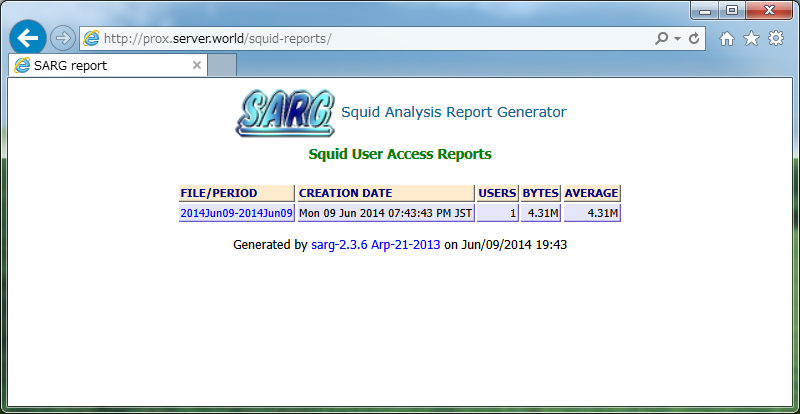 http://prox.server.world/squid-reports/
SARG report
SARG Squid Analysis Report Generator
Squid User Access Reports
FILE/PERIOD CREATION DATE USERS BYTES AVERAGE
2014Jun09-2014Jun09 Mon 09 Jun 2014 07:43:43 PM JST 1 4.31M 4.31M
Generated by sarg-2.3.6 Arp-21-2013 on Jun/09/2014 19:43